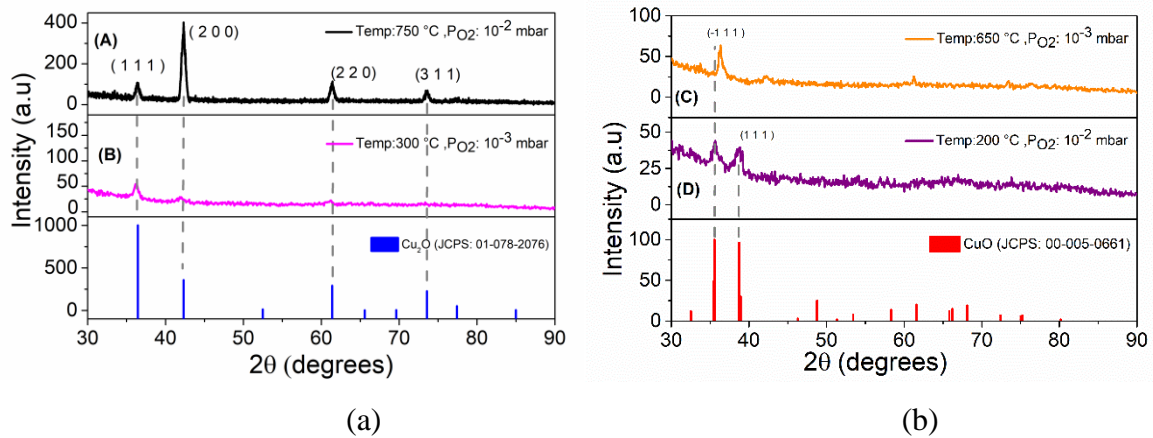 400
300
200
100
0
(A)
(1 1 1)
(2 0 0)
(2 2 0)
(3 1 1)
Temp:750 °C ,PO2: 10-2 mbar
150
100
50
0
(B)
Temp:300 °C ,PO2: 10-3 mbar
1000
500
0
Cu2O (JCPS: 01-078-2076)
30 40 50 60 70 80 90
2θ (degrees)
Intensity (a.u)
(a)
100
50
0
(-1 1 1)
Temp:650 °C ,PO2: 10-3 mbar
(C)
50
25
0
(1 1 1)
Temp:200 °C ,PO2: 10-2 mbar
(D)
100
75
50
25
0
CuO (JCPS: 00-005-0661)
30 40 50 60 70 80 90
2θ (degrees)
Intensity (a.u)
(b)